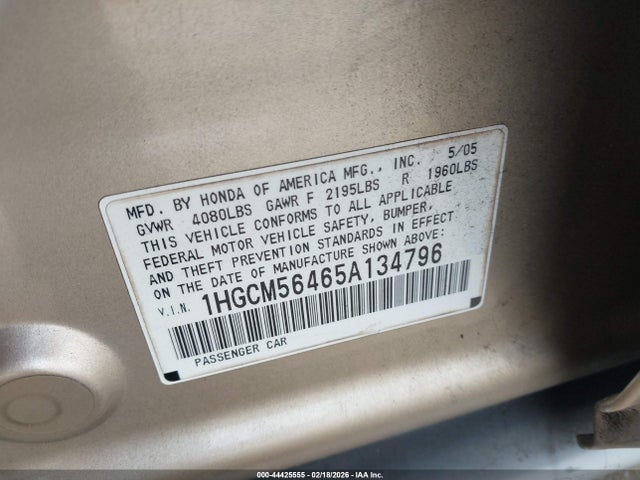 MFD. BY HONDA OF AMERICA MFG., INC. 5/05
GVWR 4080LBS GAWR F 2195LBS R 1960LBS
THIS VEHICLE CONFORMS TO ALL APPLICABLE
FEDERAL MOTOR VEHICLE SAFETY, BUMPER,
AND THEFT PREVENTION STANDARDS IN EFFECT
ON THE DATE OF MANUFACTURE SHOWN ABOVE:
V.I.N. 1HGCM56465A134796
PASSENGER CAR
000-44425555 - 02/18/2026 - IAA Inc.